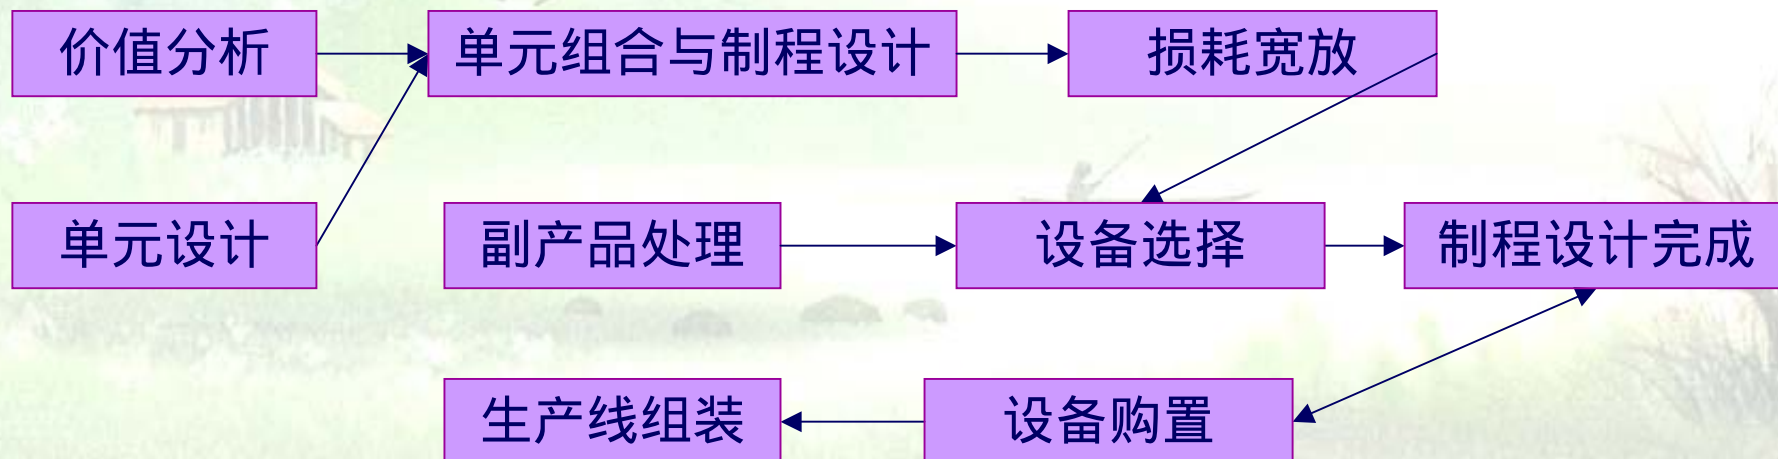 价值分析
单元组合与制程设计
损耗宽放
单元设计
副产品处理
设备选择
制程设计完成
生产线组装
设备购置